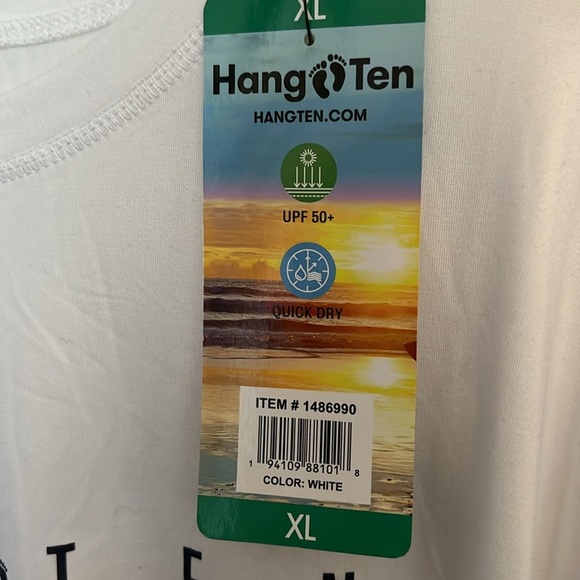 XL
Hang Ten
HANGTEN.COM
UPF 50+
QUICK DRY
ITEM # 1486990
1 94109 88101 8
COLOR: WHITE
XL
T E